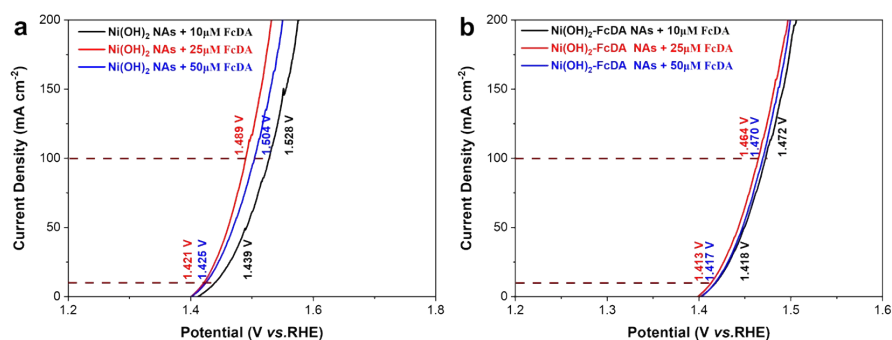 a
Ni(OH)₂ NAs + 10μM FcDA
Ni(OH)₂ NAs + 25μM FcDA
Ni(OH)₂ NAs + 50μM FcDA
Current Density (mA cm⁻²)
200
150
100
50
0
1.489 V
1.504 V
1.528 V
1.421 V
1.425 V
1.439 V
1.2
1.4
1.6
1.8
Potential (V vs.RHE)
b
Ni(OH)₂-FcDA NAs + 10μM FcDA
Ni(OH)₂-FcDA NAs + 25μM FcDA
Ni(OH)₂-FcDA NAs + 50μM FcDA
Current Density (mA cm⁻²)
200
150
100
50
0
1.464 V
1.470 V
1.472 V
1.413 V
1.417 V
1.418 V
1.2
1.3
1.4
1.5
1.6
Potential (V vs.RHE)